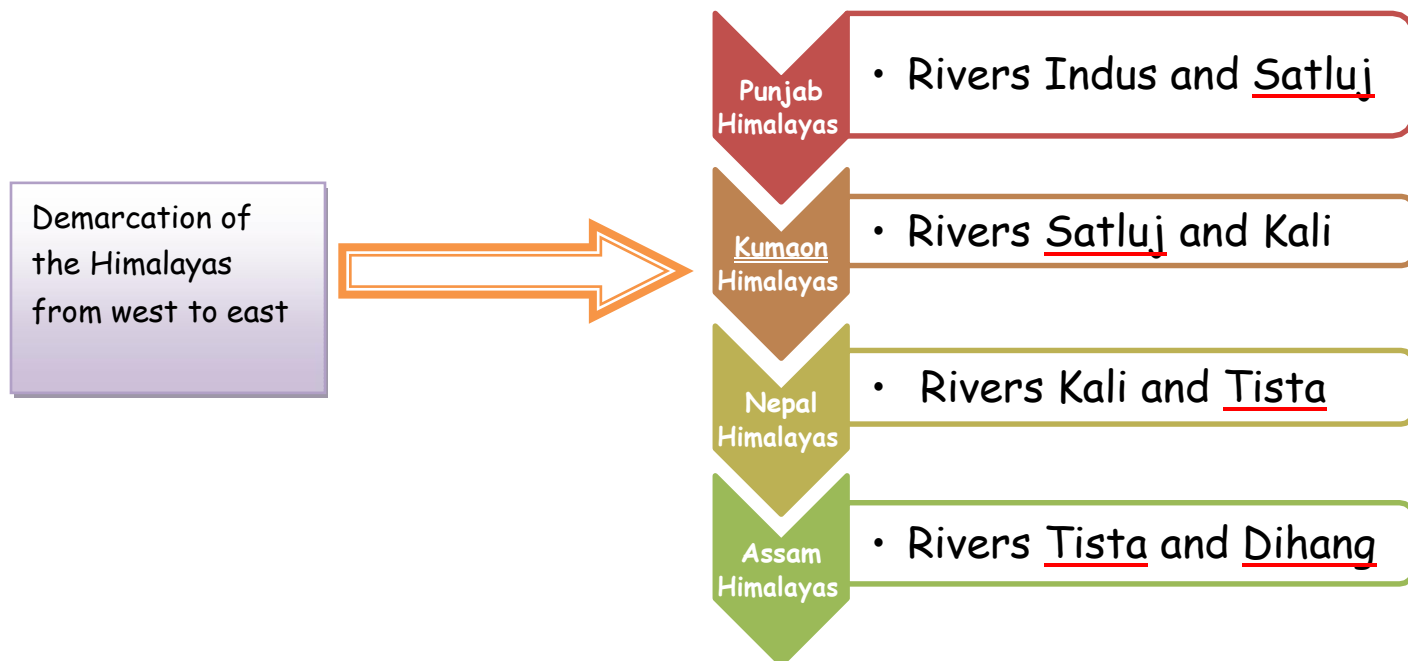 Demarcation of
the Himalayas
from west to east
Punjab
Himalayas
• Rivers Indus and Satluj
Kumaon
Himalayas
• Rivers Satluj and Kali
Nepal
Himalayas
• Rivers Kali and Tista
Assam
Himalayas
• Rivers Tista and Dihang